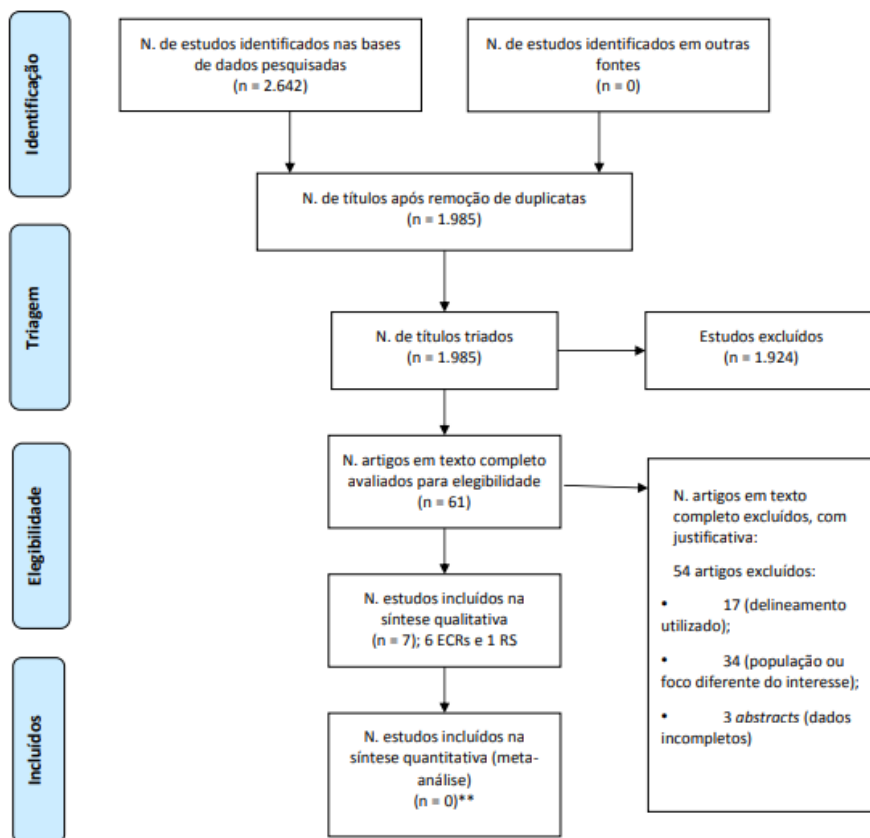 Identificação
N. de estudos identificados nas bases
de dados pesquisadas
(n = 2.642)
N. de estudos identificados em outras
fontes
(n = 0)
N. de títulos após remoção de duplicatas
(n = 1.985)
Triagem
N. de títulos triados
(n = 1.985)
Estudos excluídos
(n = 1.924)
Elegibilidade
N. artigos em texto completo
avaliados para elegibilidade
(n = 61)
N. artigos em texto
completo excluídos, com
justificativa:
54 artigos excluídos:
• 17 (delineamento
utilizado);
• 34 (população ou
foco diferente do interesse);
• 3 abstracts (dados
incompletos)
N. estudos incluídos na
síntese qualitativa
(n = 7); 6 ECRs e 1 RS
Incluídos
N. estudos incluídos na
síntese quantitativa (meta-
análise)
(n = 0)**